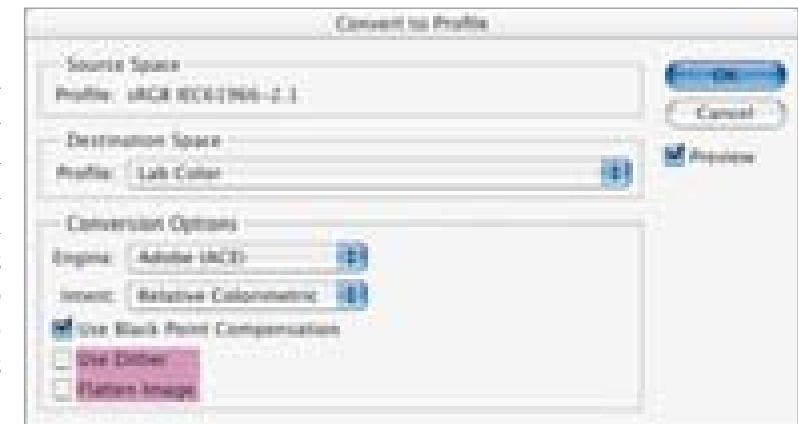 Convert to Profile
Source Space
Profile: sRGB IEC61966-2.1
OK
Cancel
Preview
Destination Space
Profile: Lab Color
Conversion Options
Engine: Adobe (ACE)
Intent: Relative Colorimetric
Use Black Point Compensation
Use Dither
Flatten Image